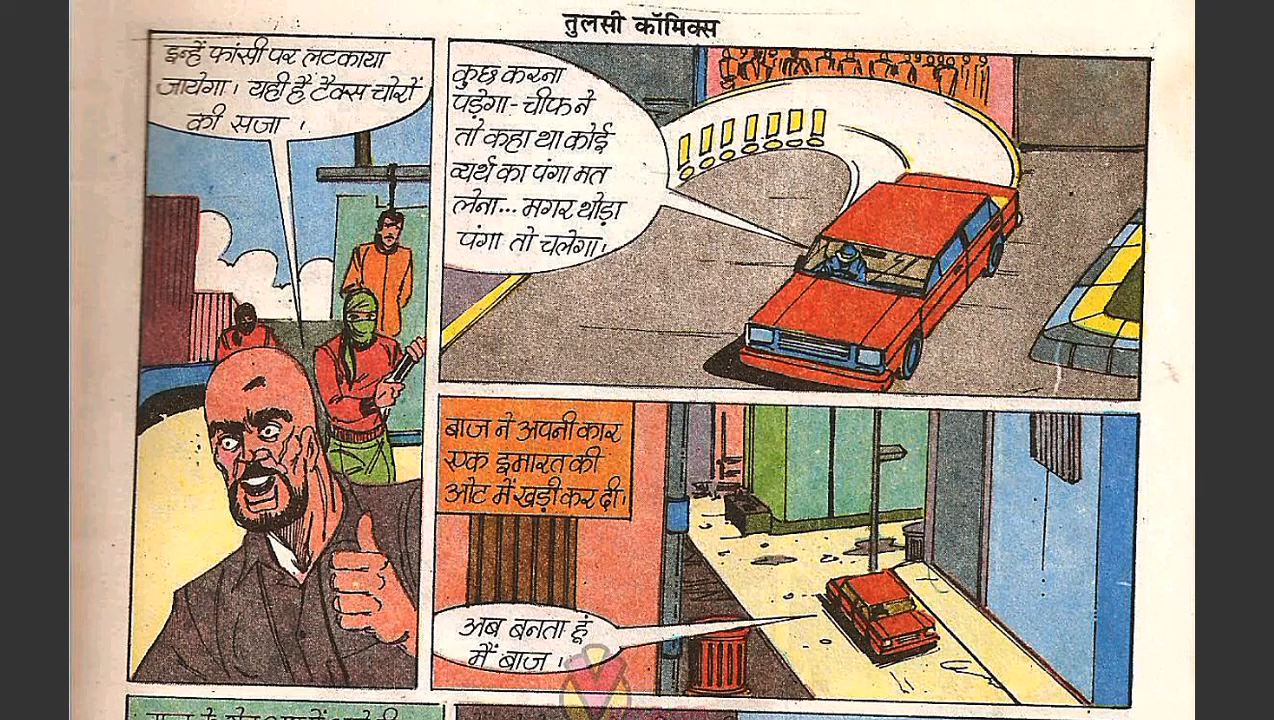 तुलसी कॉमिक्स
इन्हें फांसी पर लटकाया
जायेगा। यही है टैक्स चोरों
की सजा !
कुछ करना
पड़ेगा - चीफ ने
तो कहा था कोई
व्यर्थ का पंगा मत
लेना... मगर थोड़ा
पंगा तो चलेगा!
बाज ने अपनी कार
एक इमारत की
ओट में खड़ी कर दी।
अब बनता हूं
मैं बाज !